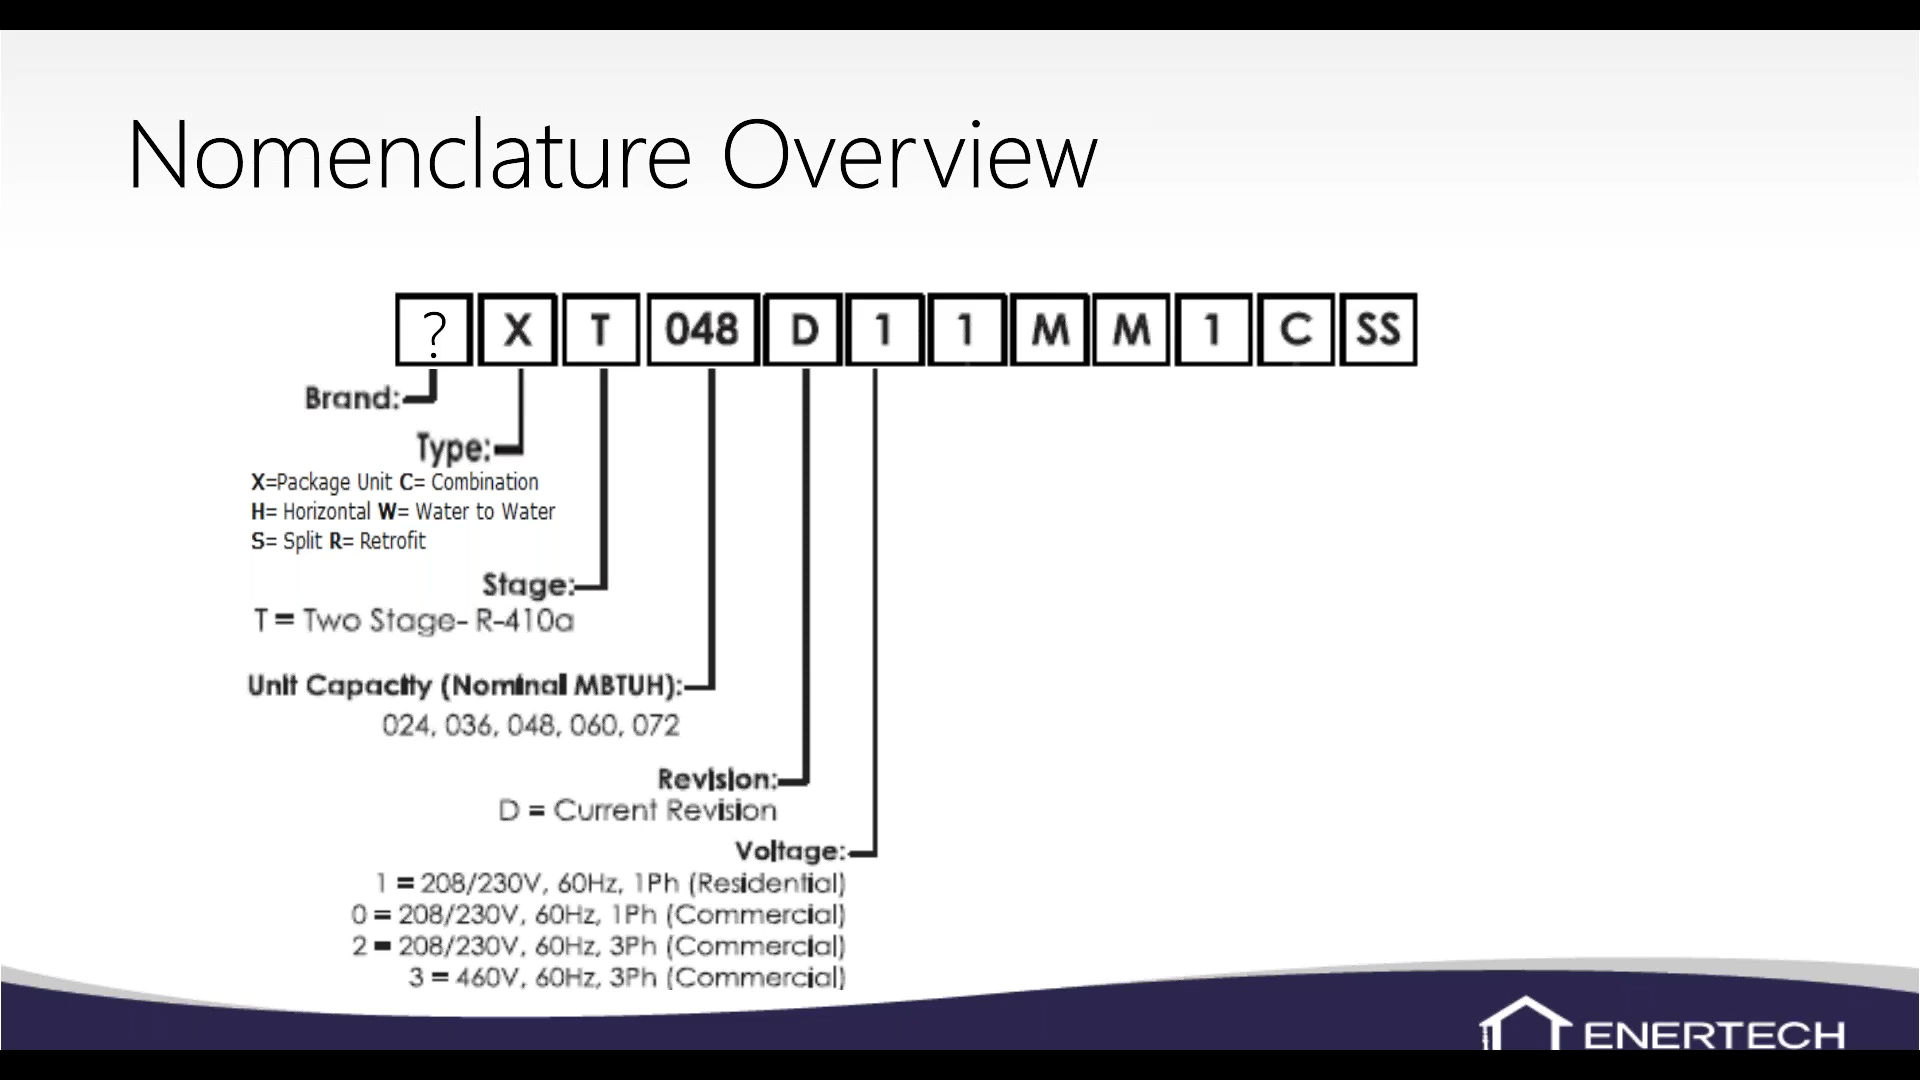 Nomenclature Overview
? X T 048 D 1 1 M M 1 C SS
Brand:
Type:
X=Package Unit C= Combination
H= Horizontal W= Water to Water
S= Split R= Retrofit
Stage:
T = Two Stage- R-410a
Unit Capacity (Nominal MBTUH):
024, 036, 048, 060, 072
Revision:
D = Current Revision
Voltage:
1 = 208/230V, 60Hz, 1Ph (Residential)
0 = 208/230V, 60Hz, 1Ph (Commercial)
2 = 208/230V, 60Hz, 3Ph (Commercial)
3 = 460V, 60Hz, 3Ph (Commercial)
ENERTECH